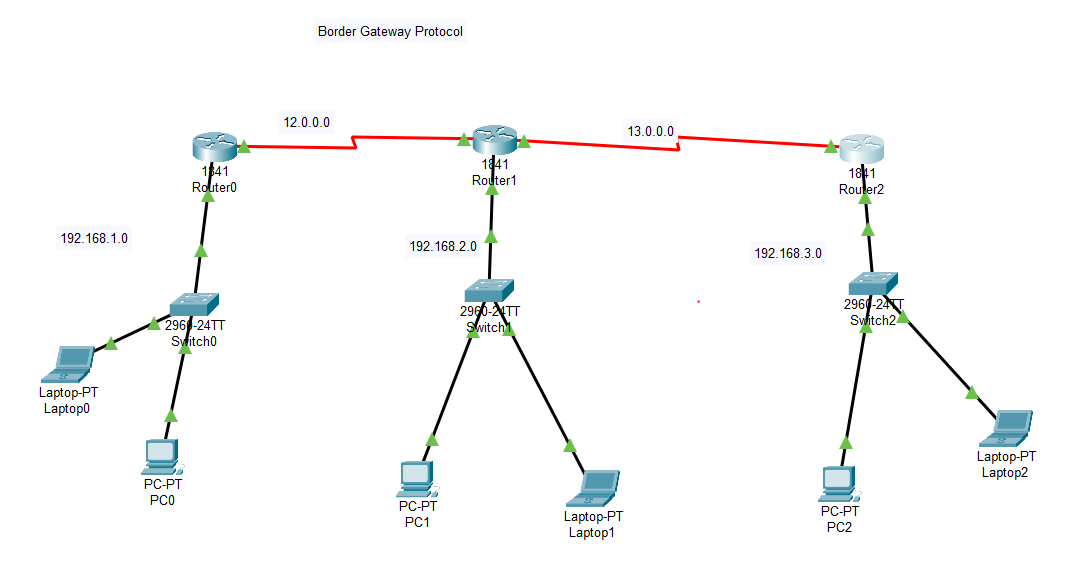 Border Gateway Protocol
12.0.0.0
13.0.0.0
1841
Router0
1841
Router1
1841
Router2
192.168.1.0
192.168.2.0
192.168.3.0
2960-24TT
Switch0
2960-24TT
Switch1
2960-24TT
Switch2
Laptop-PT
Laptop0
PC-PT
PC0
PC-PT
PC1
Laptop-PT
Laptop1
PC-PT
PC2
Laptop-PT
Laptop2